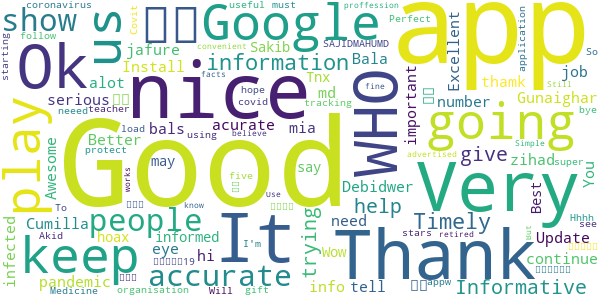 coronavirus
useful must
proffession
show
us
Google
app
Perfect
Covit
application
follow
Sakib
SAJIDMAHUMD
So
Ok
nice
information
Excellent
starting
jafure
Install
Tnx
Bala
convenient
Still
job
play
serious
alot
md
OHM
important
thamk
facts
hope
covid
tracking
fine
number
Gunaighar
bye
teacher
Good
bals
acurate
mia
going
Better
load
using
believe
Awesome
protect
may
say
advertised
Simple
super
give
zihad
You
Very
five
Debidwer
Best
To
works
Use
know
help
Cumilla
people
It
trying
need
Timely
Thank
infected
hoax
informed
eye
hi
Wow
stars
retired
But
Update
see
Akid
I'm
keep
accurate
info
tell
Hhhh
continue
pandemic
19
Will
gift
appw
Informative
Medicine
organisation
neeed